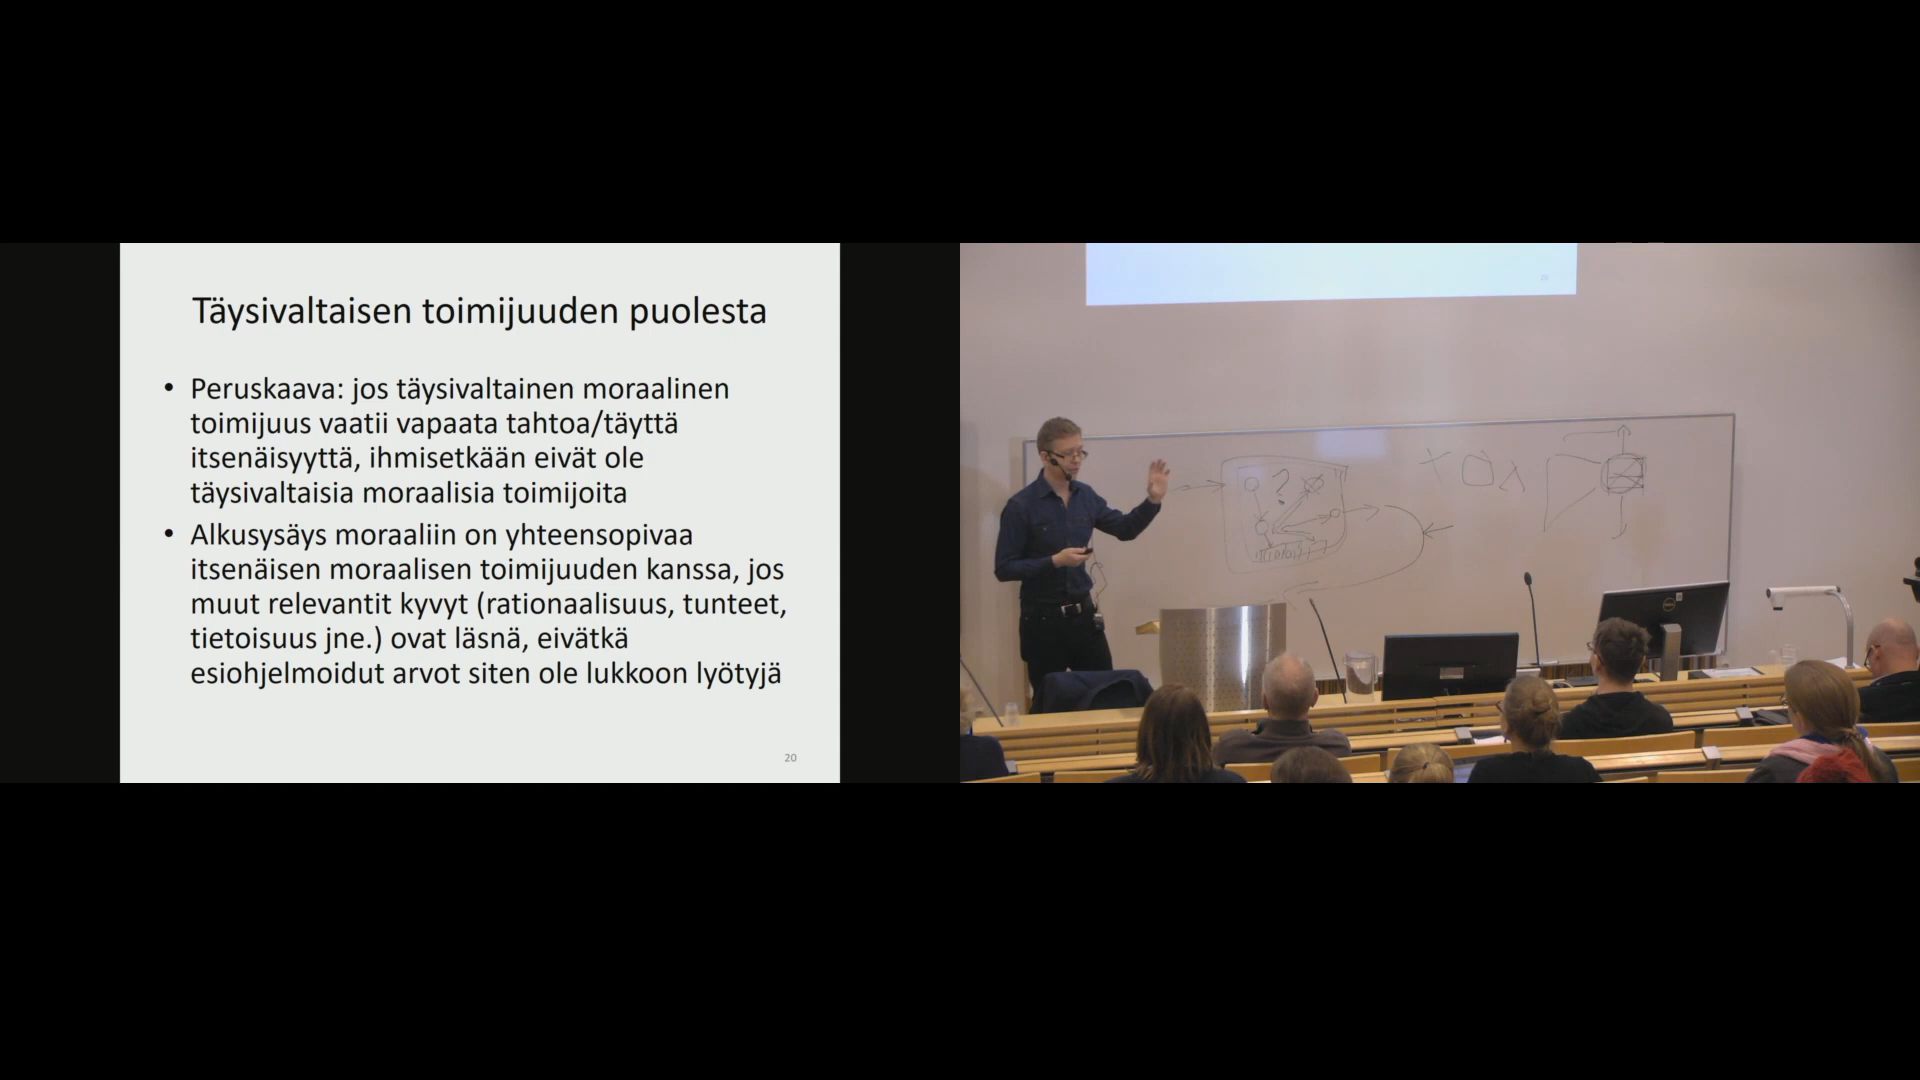 Täysivaltaisen toimijuuden puolesta
• Peruskaava: jos täysivaltainen moraalinen
toimijuus vaatii vapaata tahtoa/täyttä
itsenäisyyttä, ihmisetkään eivät ole
täysivaltaisia moraalisia toimijoita
• Alkusysäys moraaliin on yhteensopivaa
itsenäisen moraalisen toimijuuden kanssa, jos
muut relevantit kyvyt (rationaalisuus, tunteet,
tietoisuus jne.) ovat läsnä, eivätkä
esiohjelmoidut arvot siten ole lukkoon lyötyjä
20
?